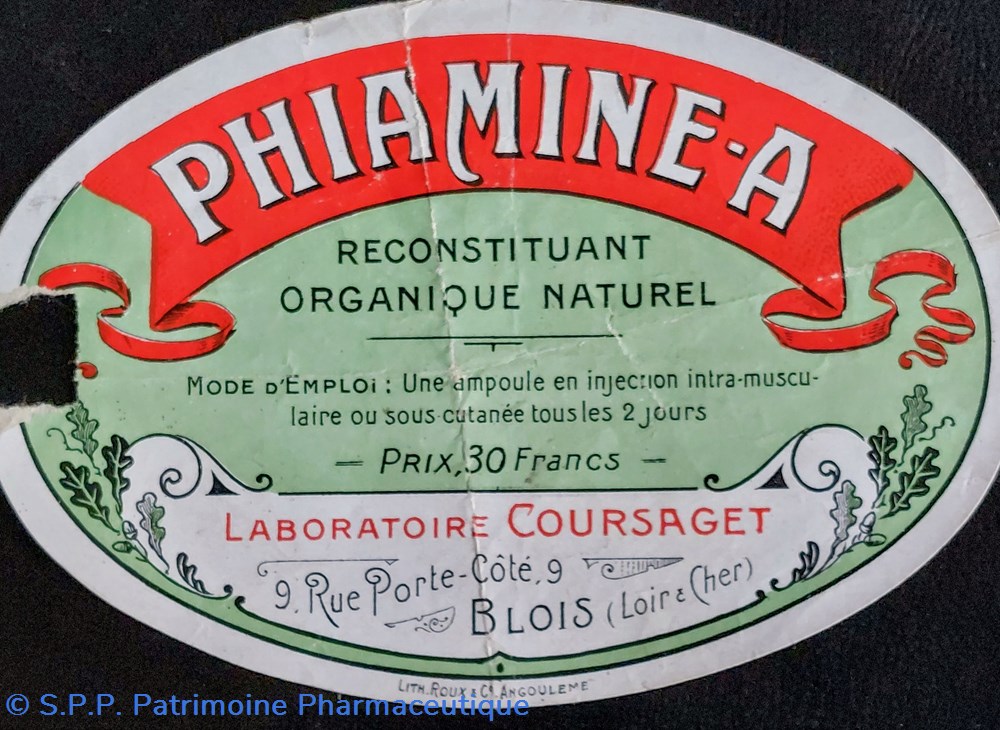 PHIAMINE-A
RECONSTITUANT
ORGANIQUE NATUREL
MODE D'EMPLOI : Une ampoule en injection intra-muscu-
laire ou sous-cutanée tous les 2 jours
— PRIX, 30 Francs —
LABORATOIRE COURSAGET
9, Rue Porte-Côté, 9
BLOIS (Loir & Cher)
LITH. ROUX & Cie ANGOULEME
© S.P.P. Patrimoine Pharmaceutique